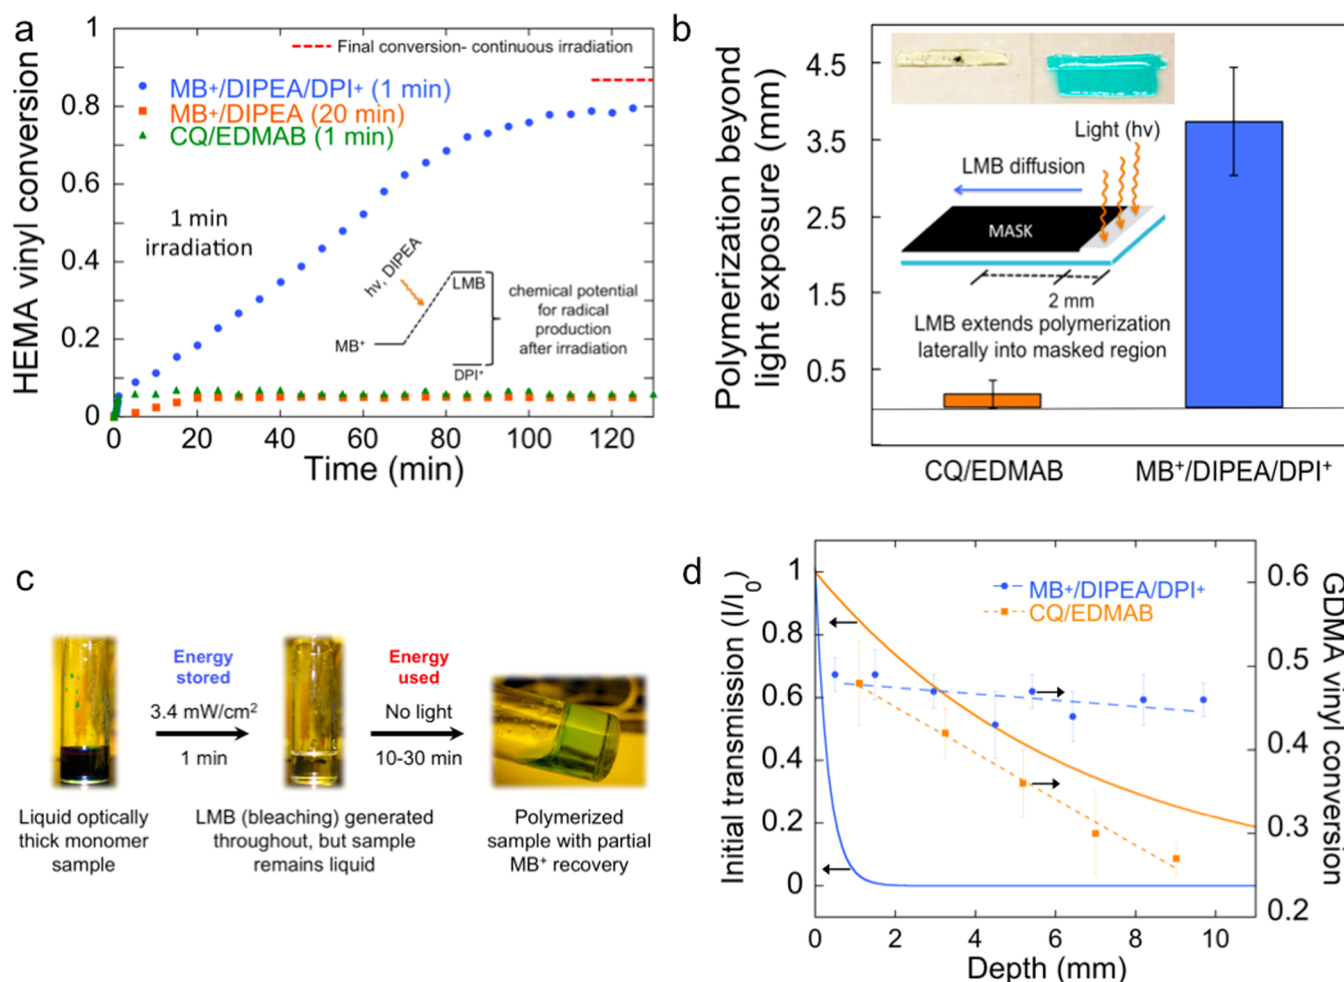 a
1
0.8
0.6
0.4
0.2
0
HEMA vinyl conversion
Final conversion- continuous irradiation
MB⁺/DIPEA/DPI⁺ (1 min)
MB⁺/DIPEA (20 min)
CQ/EDMAB (1 min)
1 min
irradiation
hν, DIPEA
MB⁺
LMB
DPI⁺
chemical potential
for radical
production
after irradiation
0 20 40 60 80 100 120
Time (min)
b
Polymerization beyond
light exposure (mm)
4.5
3.5
2.5
1.5
0.5
Light (hv)
LMB diffusion
MASK
2 mm
LMB extends polymerization
laterally into masked region
CQ/EDMAB
MB⁺/DIPEA/DPI⁺
c
Energy
stored
3.4 mW/cm²
1 min
Energy
used
No light
10-30 min
Liquid optically
thick monomer
sample
LMB (bleaching) generated
throughout, but sample
remains liquid
Polymerized
sample with partial
MB⁺ recovery
d
Initial transmission (I/I₀)
1
0.8
0.6
0.4
0.2
0
MB⁺/DIPEA/DPI⁺
CQ/EDMAB
0.6
0.5
0.4
0.3
0.2
GDMA vinyl conversion
0 2 4 6 8 10
Depth (mm)